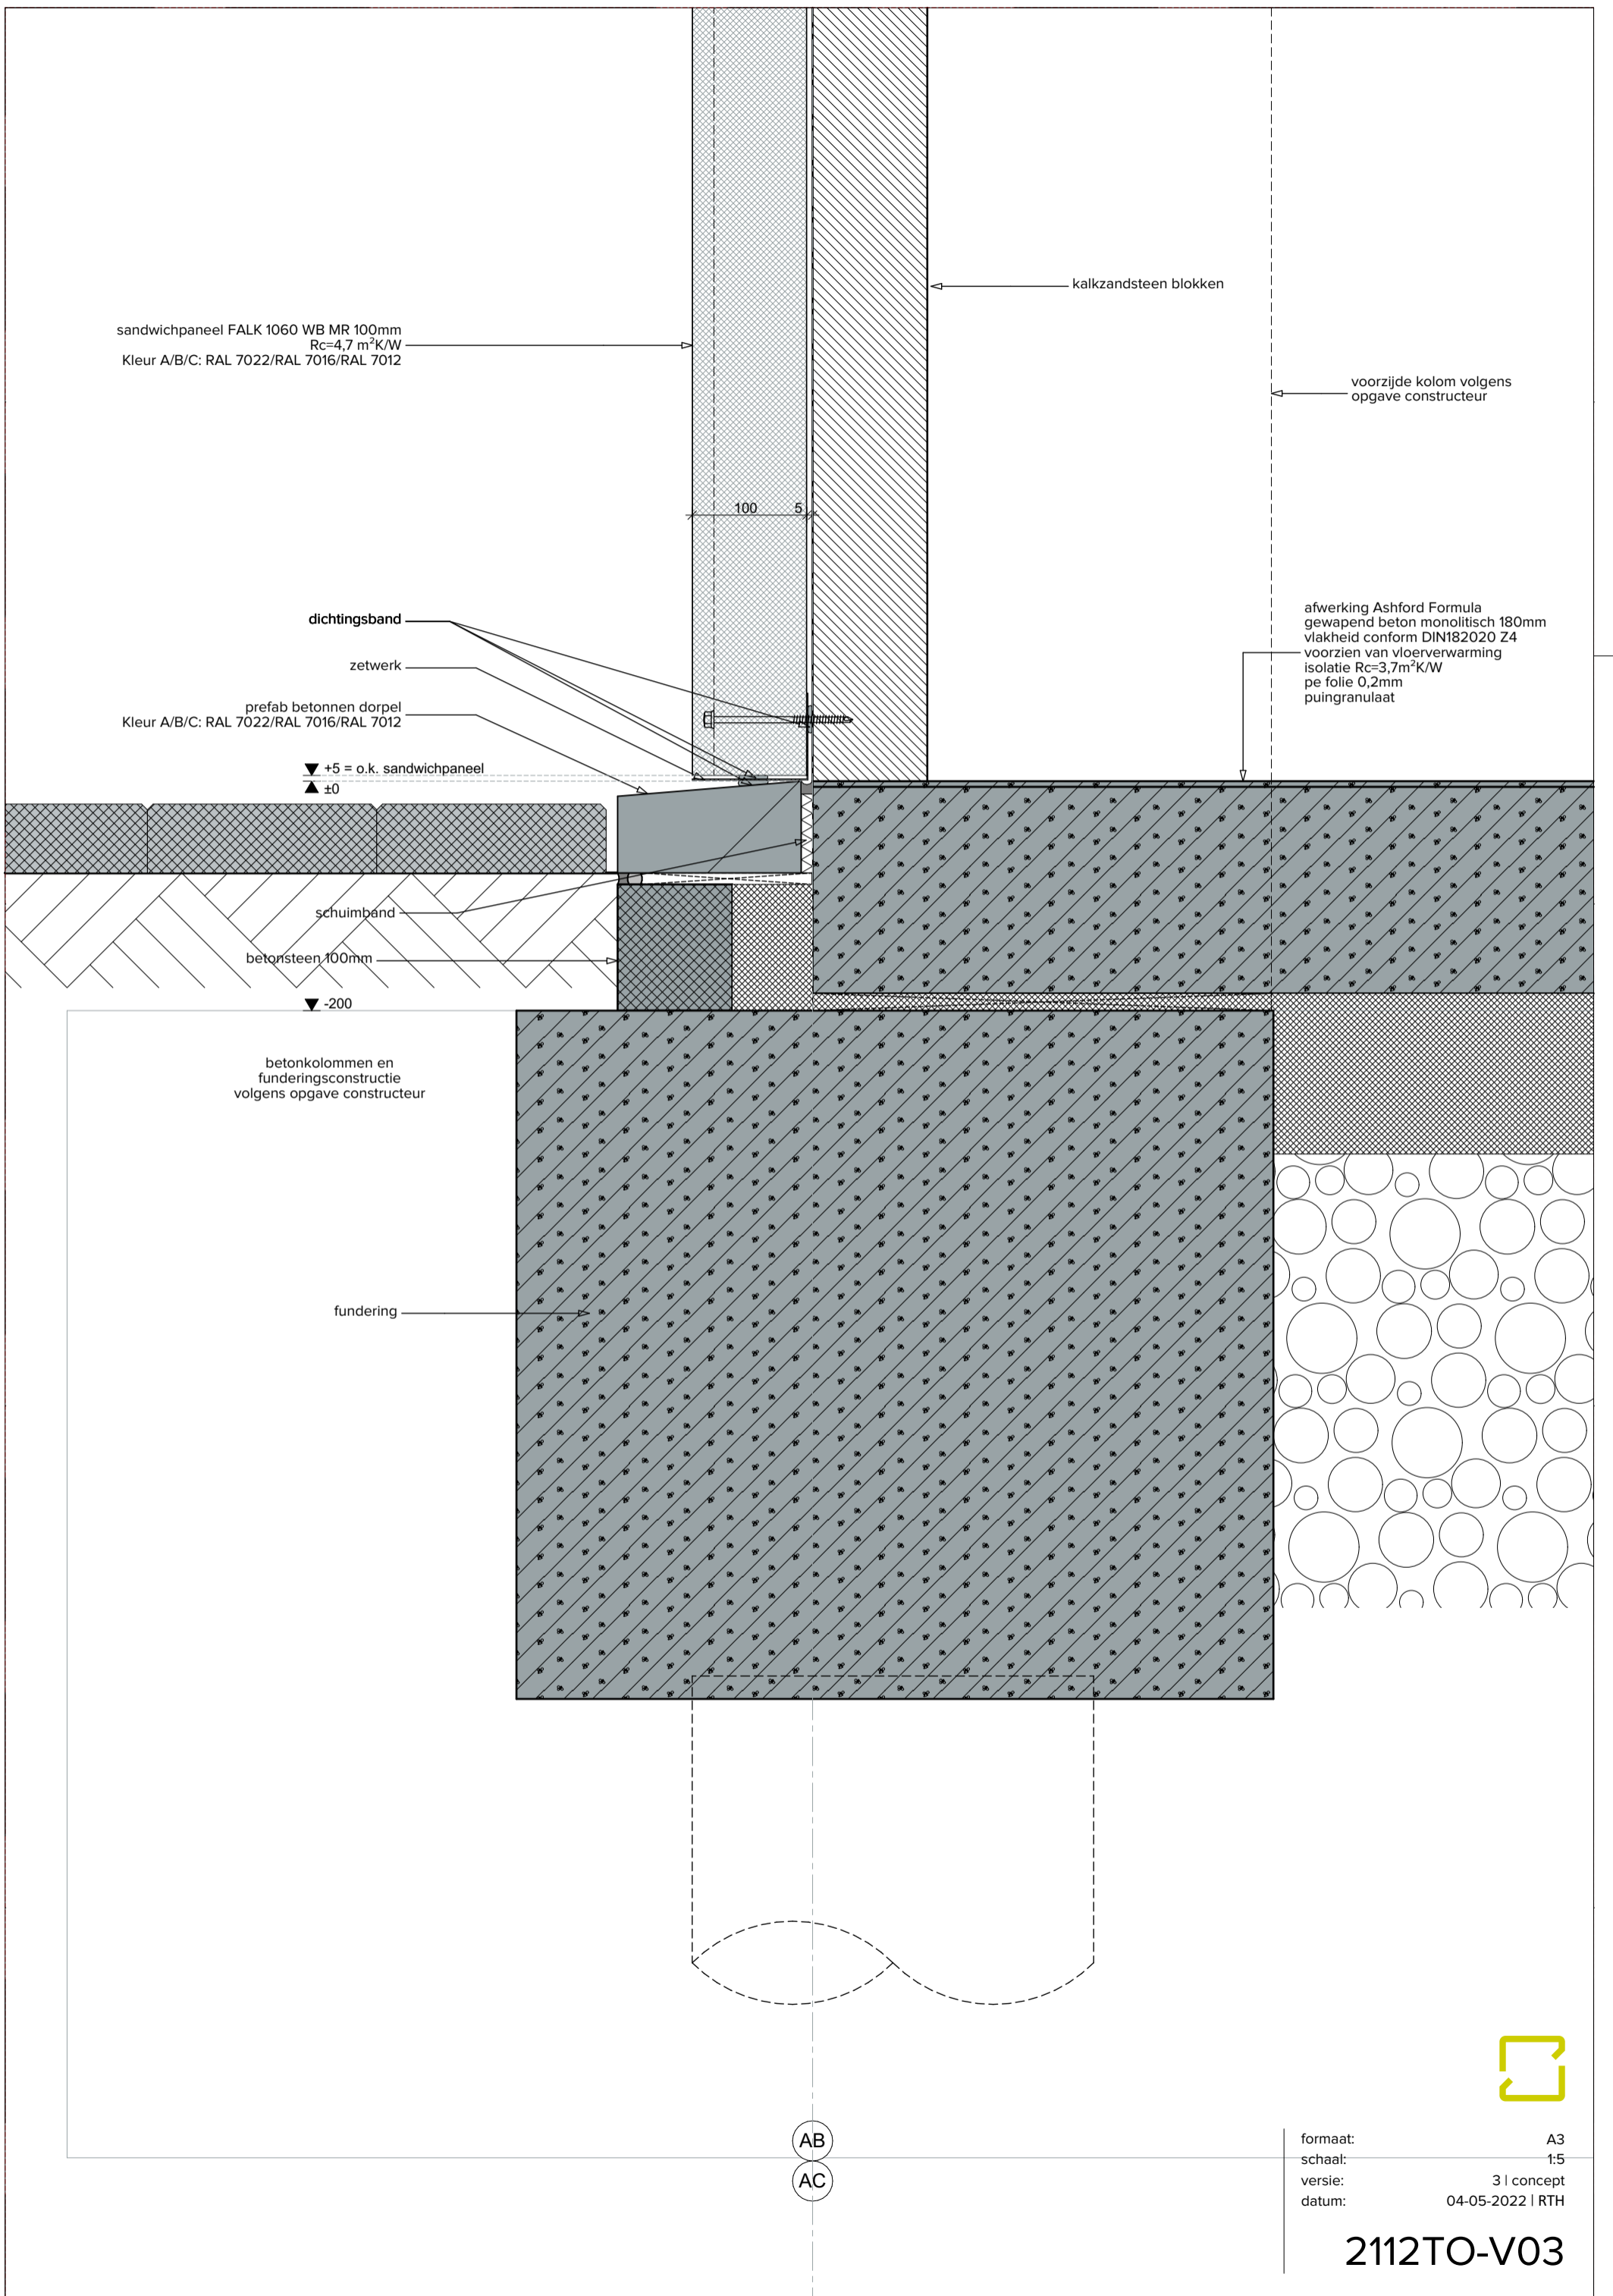 kalkzandsteen blokken
sandwichpaneel FALK 1060 WB MR 100mm
Rc=4,7 m²K/W
Kleur A/B/C: RAL 7022/RAL 7016/RAL 7012
voorzijde kolom volgens
opgave constructeur
100 5
afwerking Ashford Formula
gewapend beton monolitisch 180mm
vlakheid conform DIN182020 Z4
voorzien van vloerverwarming
isolatie Rc=3,7m²K/W
pe folie 0,2mm
puingranulaat
dichtingsband
zetwerk
prefab betonnen dorpel
Kleur A/B/C: RAL 7022/RAL 7016/RAL 7012
+5 = o.k. sandwichpaneel
±0
schuimband
betonsteen 100mm
-200
betonkolommen en
funderingsconstructie
volgens opgave constructeur
fundering
AB
AC
formaat: A3
schaal: 1:5
versie: 3 | concept
datum: 04-05-2022 | RTH
2112TO-V03